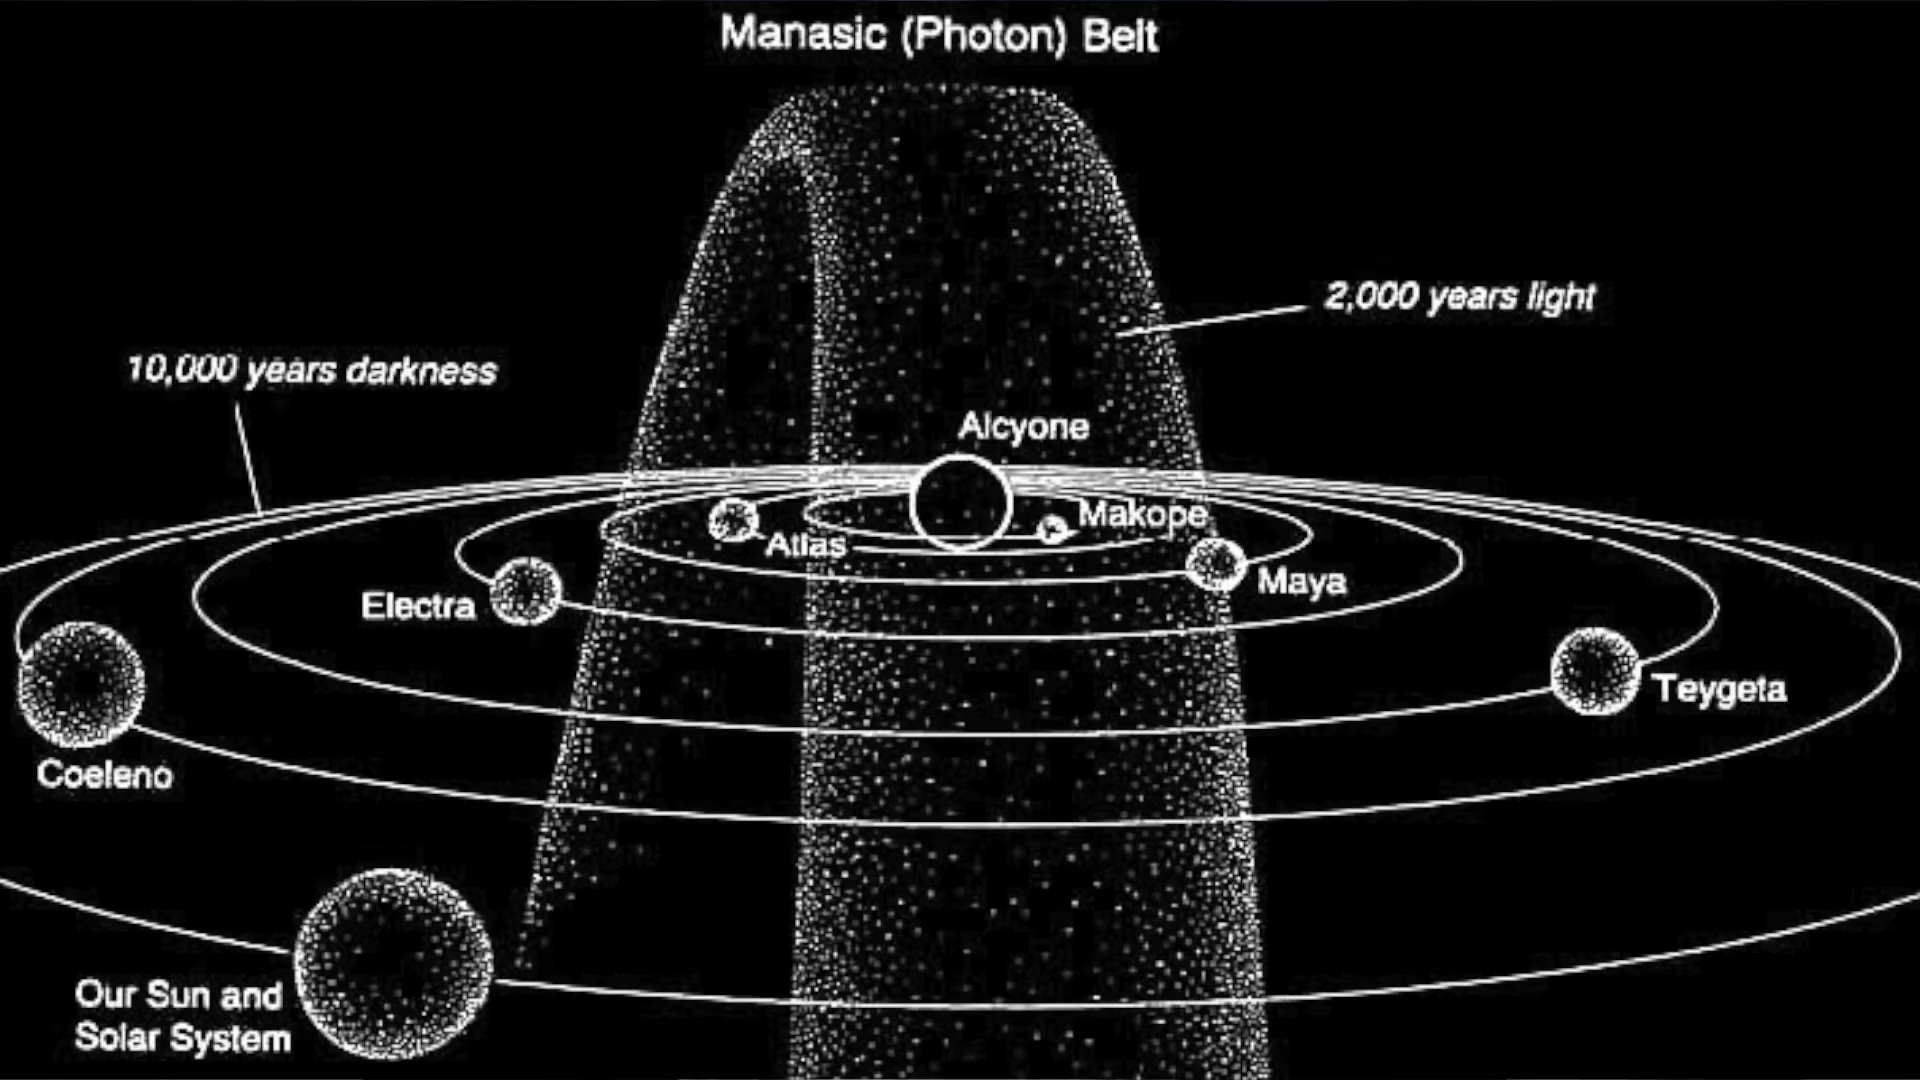 Manasic (Photon) Belt
2,000 years light
10,000 years darkness
Alcyone
Makope
Atlas
Maya
Electra
Teygeta
Coeleno
Our Sun and
Solar System